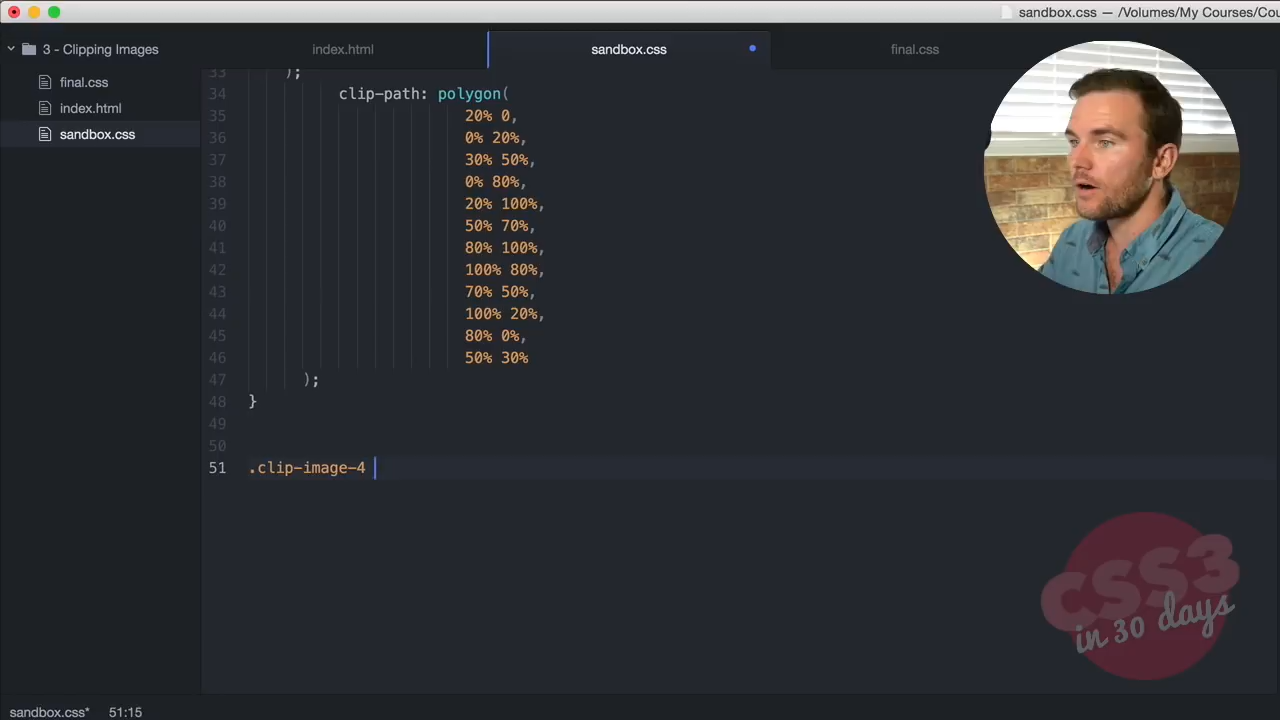 sandbox.css — /Volumes/My Courses/Cou
3 - Clipping Images
index.html
sandbox.css
final.css
final.css
index.html
sandbox.css
33 );
34 clip-path: polygon(
35 20% 0,
36 0% 20%,
37 30% 50%,
38 0% 80%,
39 20% 100%,
40 50% 70%,
41 80% 100%,
42 100% 80%,
43 70% 50%,
44 100% 20%,
45 80% 0%,
46 50% 30%
47 );
48 }
49
50
51 .clip-image-4
CSS3
in 30 days
sandbox.css* 51:15